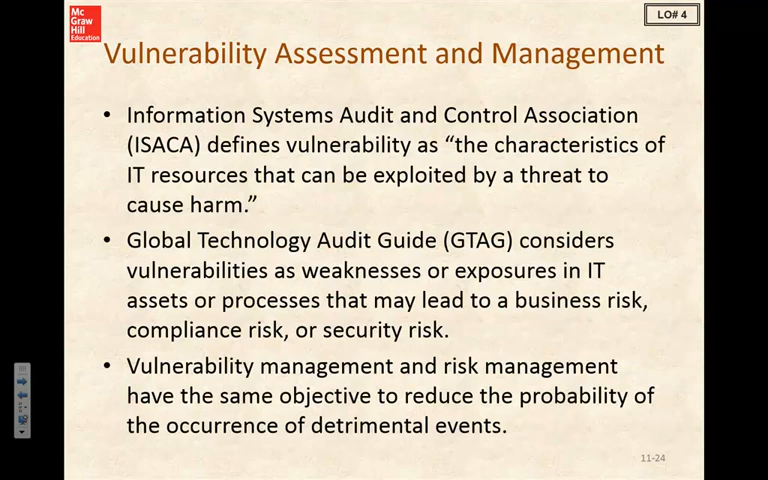 Mc
Graw
Hill
Education
LO# 4
Vulnerability Assessment and Management
• Information Systems Audit and Control Association
(ISACA) defines vulnerability as “the characteristics of
IT resources that can be exploited by a threat to
cause harm.”
• Global Technology Audit Guide (GTAG) considers
vulnerabilities as weaknesses or exposures in IT
assets or processes that may lead to a business risk,
compliance risk, or security risk.
• Vulnerability management and risk management
have the same objective to reduce the probability of
the occurrence of detrimental events.
11-24